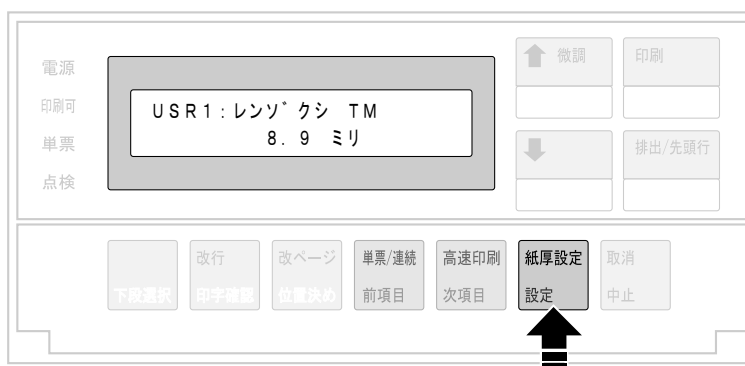 電源
印刷可
単票
点検
USR1:レンゾクシ TM
8.9 ミリ
微調
印刷
排出/先頭行
下段選択
改行
印字確認
改ページ
位置決め
単票/連続
前項目
高速印刷
次項目
紙厚設定
設定
取消
中止